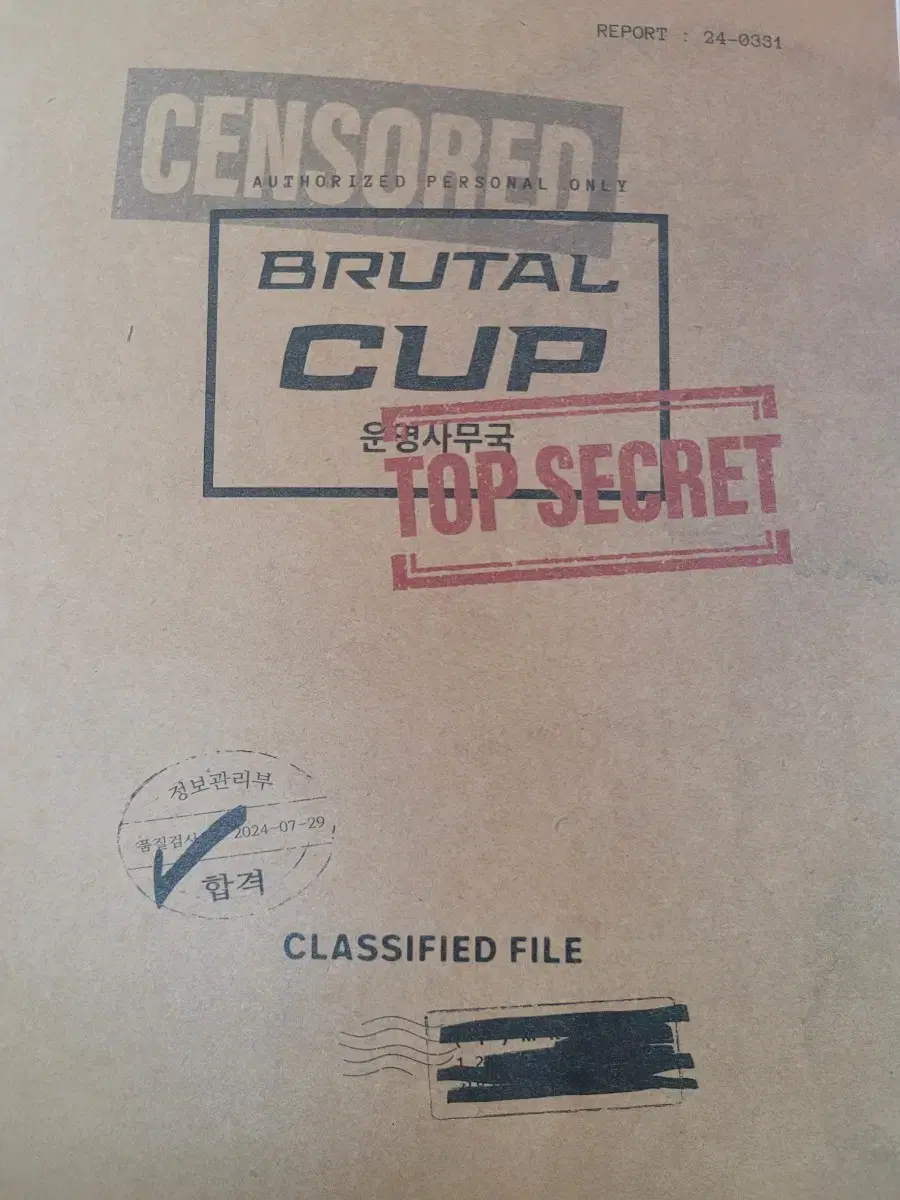 REPORT : 24-0331
CENSORED
AUTHORIZED PERSONAL ONLY
BRUTAL
CUP
운영사무국
TOP SECRET
정보관리부
품질검사 2024-07-29
합격
CLASSIFIED FILE